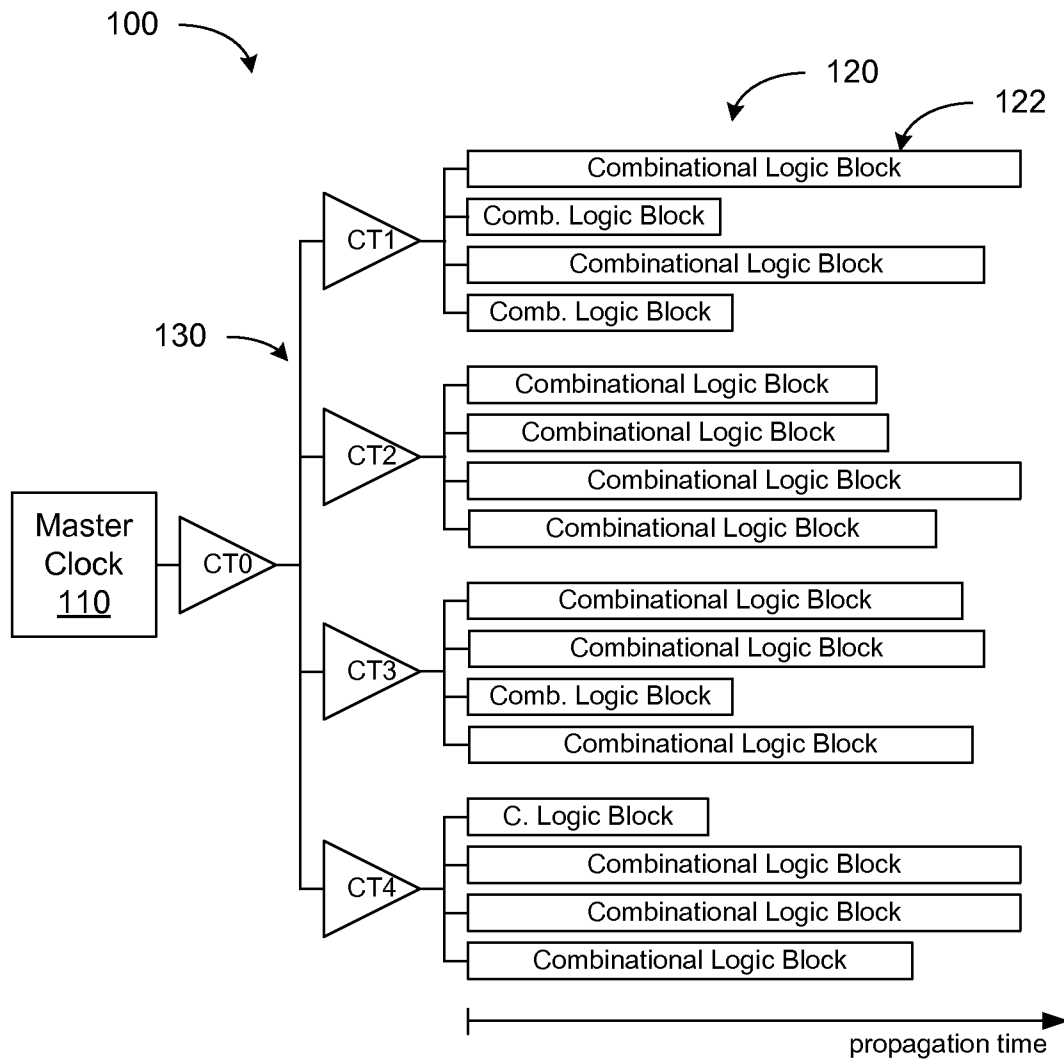 100
120
122
Combinational Logic Block
Comb. Logic Block
CT1
Combinational Logic Block
Comb. Logic Block
130
Combinational Logic Block
Combinational Logic Block
CT2
Combinational Logic Block
Combinational Logic Block
Master
Clock
110
CT0
Combinational Logic Block
Combinational Logic Block
CT3
Comb. Logic Block
Combinational Logic Block
C. Logic Block
Combinational Logic Block
CT4
Combinational Logic Block
Combinational Logic Block
propagation time